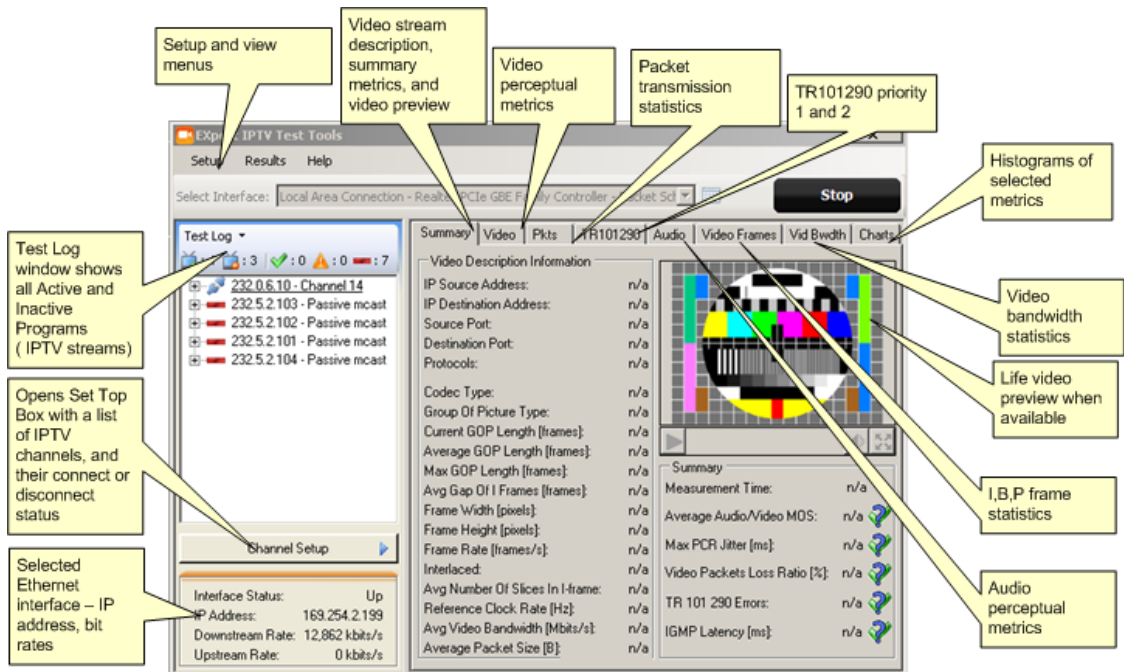 Setup and view
menus
Video stream
description,
summary
metrics, and
video preview
Video
perceptual
metrics
Packet
transmission
statistics
TR101290 priority
1 and 2
Histograms of
selected
metrics
Test Log
window shows
all Active and
Inactive
Programs
( IPTV streams)
Opens Set Top
Box with a list
of IPTV
channels, and
their connect or
disconnect
status
Selected
Ethernet
interface – IP
address, bit
rates
IPTV Test Tools
Setup Results Help
Select Interface: Local Area Connection - Realtek PCIe GBE Family Controller - Packet Sch
Stop
Test Log
: 3 : 0 : 0 : 7
232.0.6.10 - Channel 14
232.5.2.103 - Passive mcast
232.5.2.102 - Passive mcast
232.5.2.101 - Passive mcast
232.5.2.104 - Passive mcast
Channel Setup
Interface Status: Up
IP Address: 169.254.2.199
Downstream Rate: 12,862 kbits/s
Upstream Rate: 0 kbits/s
Summary Video Pkts TR101290 Audio Video Frames Vid Bwdth Charts
Video Description Information
IP Source Address: n/a
IP Destination Address: n/a
Source Port: n/a
Destination Port: n/a
Protocols: n/a
Codec Type: n/a
Group Of Picture Type: n/a
Current GOP Length [frames]: n/a
Average GOP Length [frames]: n/a
Max GOP Length [frames]: n/a
Avg Gap Of I Frames [frames]: n/a
Frame Width [pixels]: n/a
Frame Height [pixels]: n/a
Frame Rate [frames/s]: n/a
Interlaced: n/a
Avg Number Of Slices In I-frame: n/a
Reference Clock Rate [Hz]: n/a
Avg Video Bandwidth [Mbits/s]: n/a
Average Packet Size [B]: n/a
Summary
Measurement Time: n/a
Average Audio/Video MOS: n/a
Max PCR Jitter [ms]: n/a
Video Packets Loss Ratio [%]: n/a
TR 101 290 Errors: n/a
IGMP Latency [ms]: n/a
Video
bandwidth
statistics
Life video
preview when
available
I,B,P frame
statistics
Audio
perceptual
metrics